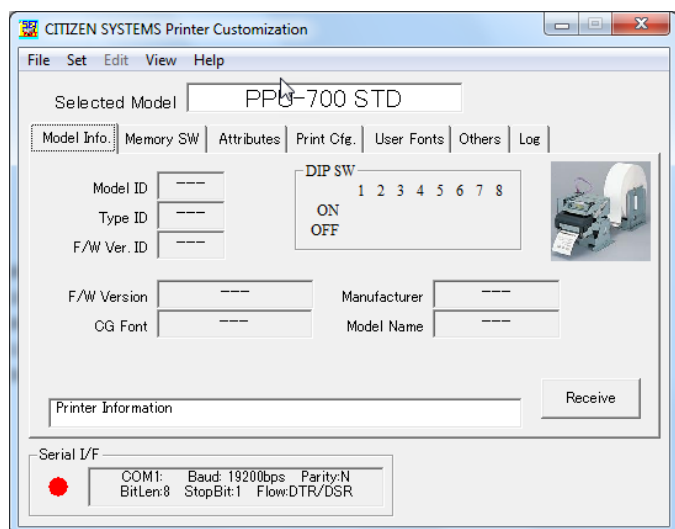 CITIZEN SYSTEMS Printer Customization
File Set Edit View Help
Selected Model PPU-700 STD
Model Info. Memory SW Attributes Print Cfg. User Fonts Others Log
Model ID ---
Type ID ---
F/W Ver. ID ---
DIP SW
1 2 3 4 5 6 7 8
ON
OFF
F/W Version ---
Manufacturer ---
CG Font ---
Model Name ---
Printer Information
Receive
Serial I/F
COM1: Baud: 19200bps Parity:N
BitLen:8 StopBit:1 Flow:DTR/DSR